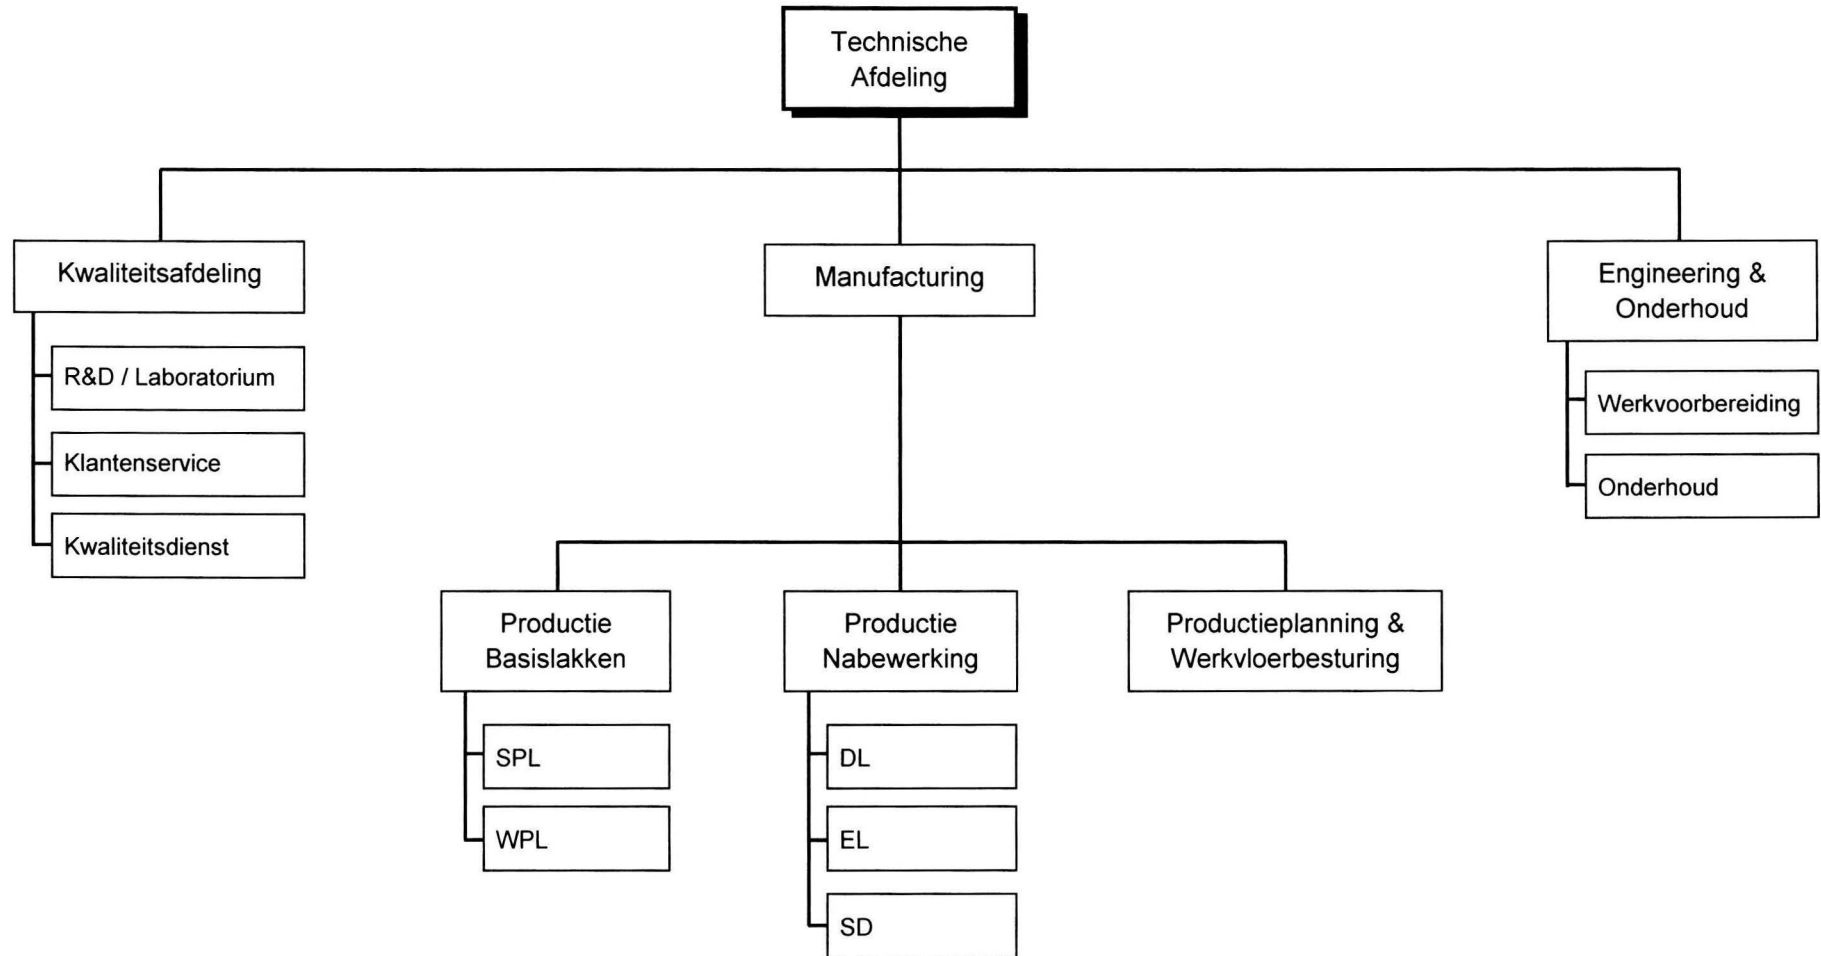 Technische
Afdeling
Kwaliteitsafdeling
Manufacturing
Engineering &
Onderhoud
R&D / Laboratorium
Klantenservice
Kwaliteitsdienst
Werkvoorbereiding
Onderhoud
Productie
Basislakken
Productie
Nabewerking
Productieplanning &
Werkvloerbesturing
SPL
WPL
DL
EL
SD